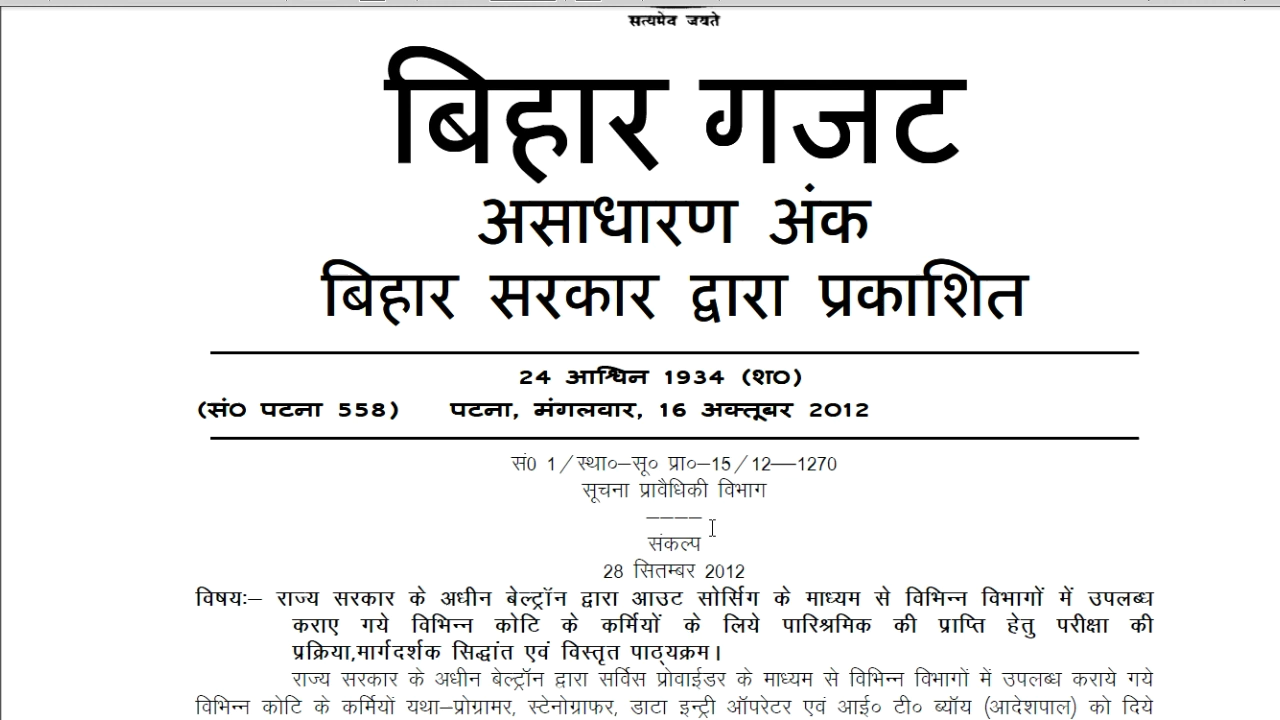 सत्यमेव जयते
बिहार गजट
असाधारण अंक
बिहार सरकार द्वारा प्रकाशित
24 आश्विन 1934 (श0)
(सं0 पटना 558) पटना, मंगलवार, 16 अक्तूबर 2012
सं0 1/स्था०–सू० प्रा०–15/12—1270
सूचना प्रावैधिकी विभाग
––––
संकल्प
28 सितम्बर 2012
विषयः– राज्य सरकार के अधीन बेल्ट्रॉन द्वारा आउट सोर्सिग के माध्यम से विभिन्न विभागों में उपलब्ध
कराए गये विभिन्न कोटि के कर्मियों के लिये पारिश्रमिक की प्राप्ति हेतु परीक्षा की
प्रक्रिया,मार्गदर्शक सिद्धांत एवं विस्तृत पाठ्यक्रम।
राज्य सरकार के अधीन बेल्ट्रॉन द्वारा सर्विस प्रोवाईडर के माध्यम से विभिन्न विभागों में उपलब्ध कराये गये
विभिन्न कोटि के कर्मियों यथा–प्रोग्रामर, स्टेनोग्राफर, डाटा इन्ट्री ऑपरेटर एवं आई० टी० ब्यॉय (आदेशपाल) को दिये